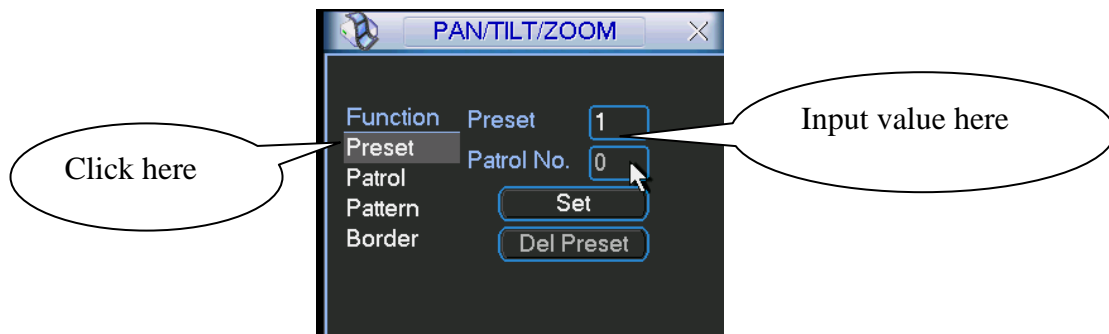 PAN/TILT/ZOOM
Function Preset 1
Preset
Patrol No. 0
Patrol
Set
Pattern
Border
Del Preset
Click here
Input value here